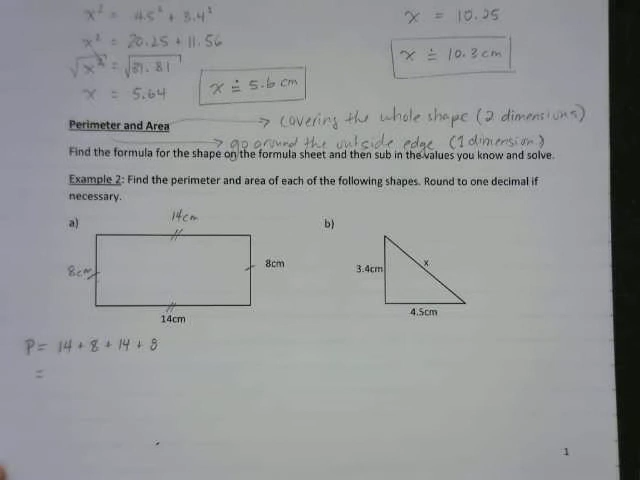 x² = 4.5² + 3.4²
x² = 20.25 + 11.56
√x² = √31.81
x = 5.64
x ≐ 5.6 cm
x = 10.25
x ≐ 10.3 cm
Perimeter and Area → covering the whole shape (2 dimensions)
→ go around the outside edge (1 dimension)
Find the formula for the shape on the formula sheet and then sub in the values you know and solve.
Example 2: Find the perimeter and area of each of the following shapes. Round to one decimal if
necessary.
a)
14cm
8cm
8cm
14cm
b)
3.4cm
x
4.5cm
P = 14 + 8 + 14 + 8
=
1